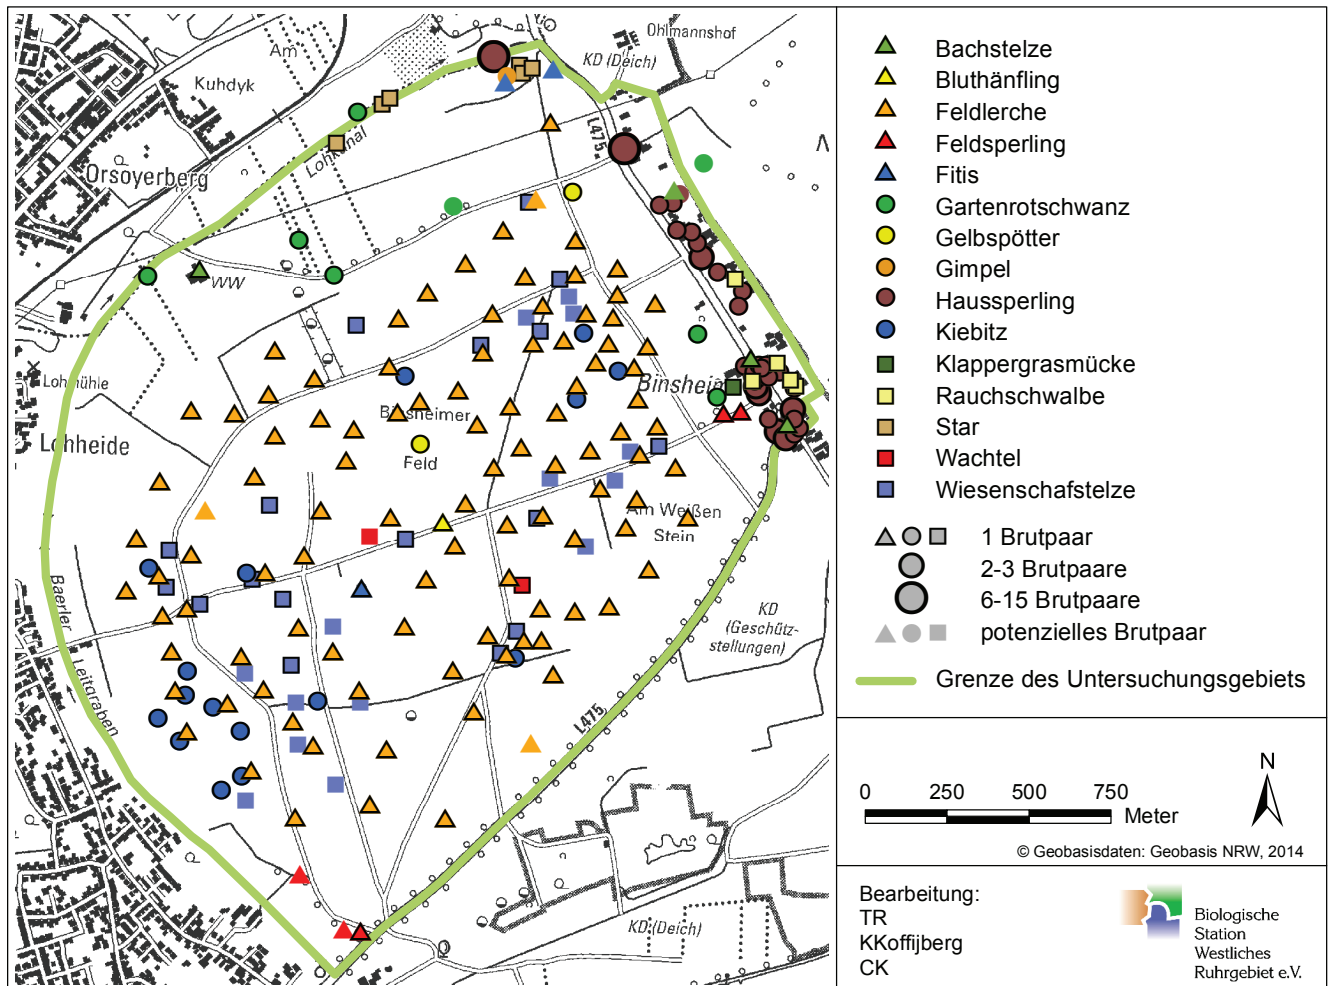 Am
Kuhdyk
Orsoyerberg
Lohkanal
KD (Deich)
Ohlmannshof
L475
WW
Lohmühle
Lohheide
Binsheimer
Feld
Am Weißen
Stein
KD
(Geschütz-
stellungen)
Baerler
Leitgraben
L475
KD (Deich)
Bachstelze
Bluthänfling
Feldlerche
Feldsperling
Fitis
Gartenrotschwanz
Gelbspötter
Gimpel
Haussperling
Kiebitz
Klappergrasmücke
Rauchschwalbe
Star
Wachtel
Wiesenschafstelze
1 Brutpaar
2-3 Brutpaare
6-15 Brutpaare
potenzielles Brutpaar
Grenze des Untersuchungsgebiets
N
0 250 500 750
Meter
© Geobasisdaten: Geobasis NRW, 2014
Bearbeitung:
TR
KKoffijberg
CK
Biologische
Station
Westliches
Ruhrgebiet e.V.